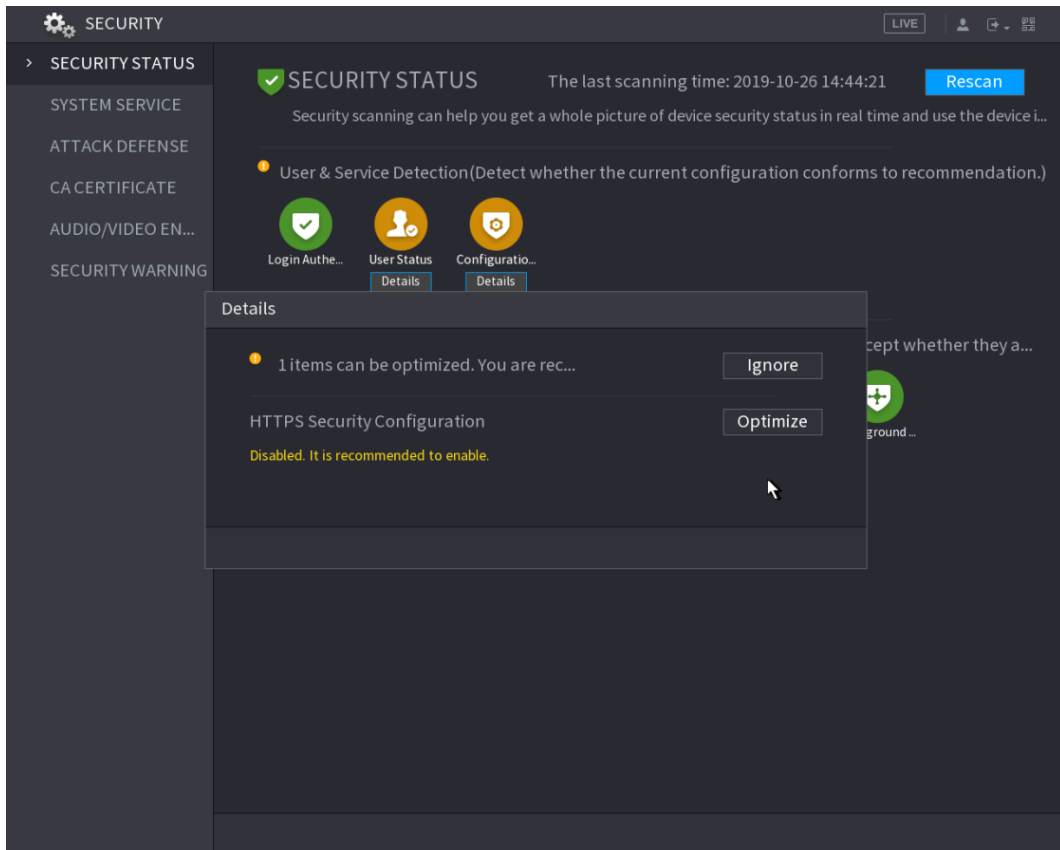 SECURITY
LIVE
SECURITY STATUS
SYSTEM SERVICE
ATTACK DEFENSE
CA CERTIFICATE
AUDIO/VIDEO EN...
SECURITY WARNING
SECURITY STATUS
The last scanning time: 2019-10-26 14:44:21
Rescan
Security scanning can help you get a whole picture of device security status in real time and use the device i...
User & Service Detection(Detect whether the current configuration conforms to recommendation.)
Login Authe...
User Status
Configuratio...
Details
Details
cept whether they a...
ground...
Details
1 items can be optimized. You are rec...
Ignore
HTTPS Security Configuration
Optimize
Disabled. It is recommended to enable.